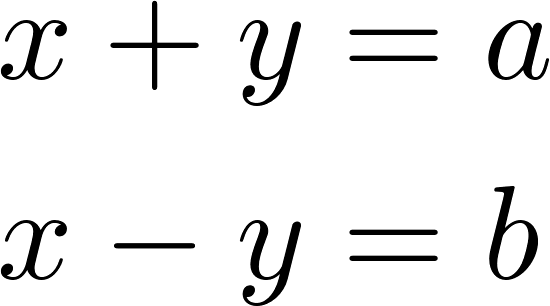 x + y = a
x − y = b